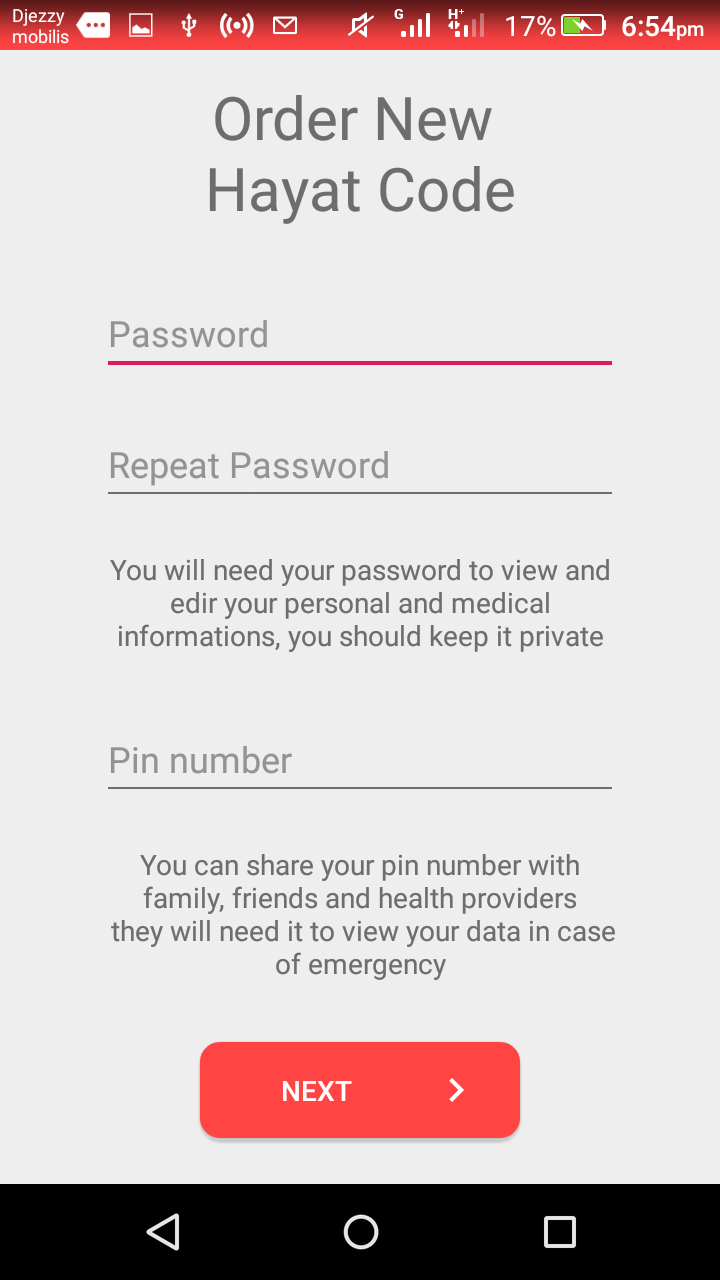 Djezzy
mobilis
G
H+
17%
6:54pm
Order New
Hayat Code
Password
Repeat Password
You will need your password to view and
edir your personal and medical
informations, you should keep it private
Pin number
You can share your pin number with
family, friends and health providers
they will need it to view your data in case
of emergency
NEXT